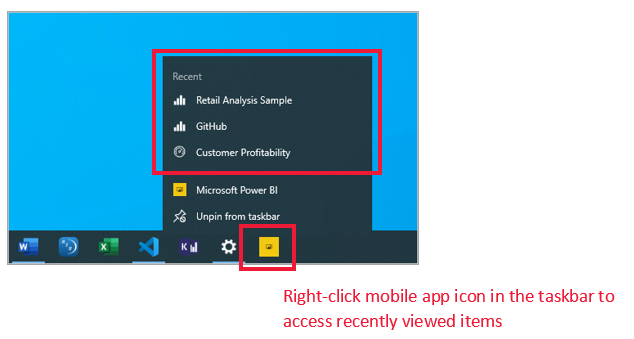 Recent
Retail Analysis Sample
GitHub
Customer Profitability
Microsoft Power BI
Unpin from taskbar
W
X
K
Right-click mobile app icon in the taskbar to
access recently viewed items